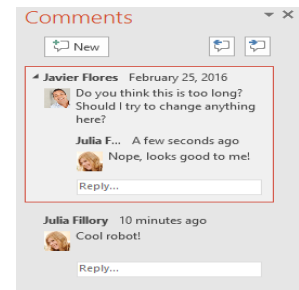 Comments
New
Javier Flores February 25, 2016
Do you think this is too long?
Should I try to change anything
here?
Julia F... A few seconds ago
Nope, looks good to me!
Reply...
Julia Fillory 10 minutes ago
Cool robot!
Reply...